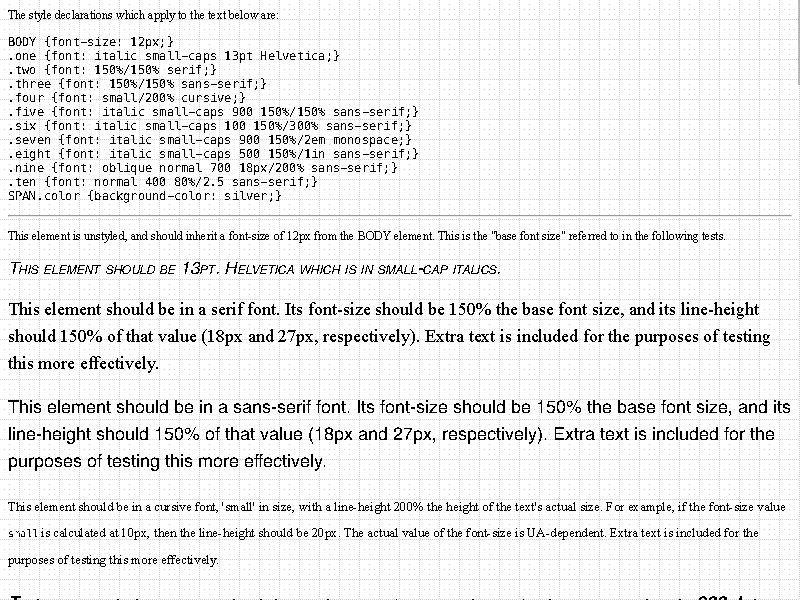 The style declarations which apply to the text below are:
BODY {font-size: 12px;}
.one {font: italic small-caps 13pt Helvetica;}
.two {font: 150%/150% serif;}
.three {font: 150%/150% sans-serif;}
.four {font: small/200% cursive;}
.five {font: italic small-caps 900 150%/150% sans-serif;}
.six {font: italic small-caps 100 150%/300% sans-serif;}
.seven {font: italic small-caps 900 150%/2em monospace;}
.eight {font: italic small-caps 500 150%/1in sans-serif;}
.nine {font: oblique normal 700 18px/200% sans-serif;}
.ten {font: normal 400 80%/2.5 sans-serif;}
SPAN.color {background-color: silver;}
This element is unstyled, and should inherit a font-size of 12px from the BODY element. This is the "base font size" referred to in the following tests.
This element should be 13pt. Helvetica which is in small-cap italics.
This element should be in a serif font. Its font-size should be 150% the base font size, and its line-height
should 150% of that value (18px and 27px, respectively). Extra text is included for the purposes of testing
this more effectively.
This element should be in a sans-serif font. Its font-size should be 150% the base font size, and its
line-height should 150% of that value (18px and 27px, respectively). Extra text is included for the
purposes of testing this more effectively.
This element should be in a cursive font, 'small' in size, with a line-height 200% the height of the text's actual size. For example, if the font-size value
small is calculated at 10px, then the line-height should be 20px. The actual value of the font-size is UA-dependent. Extra text is included for the
purposes of testing this more effectively.